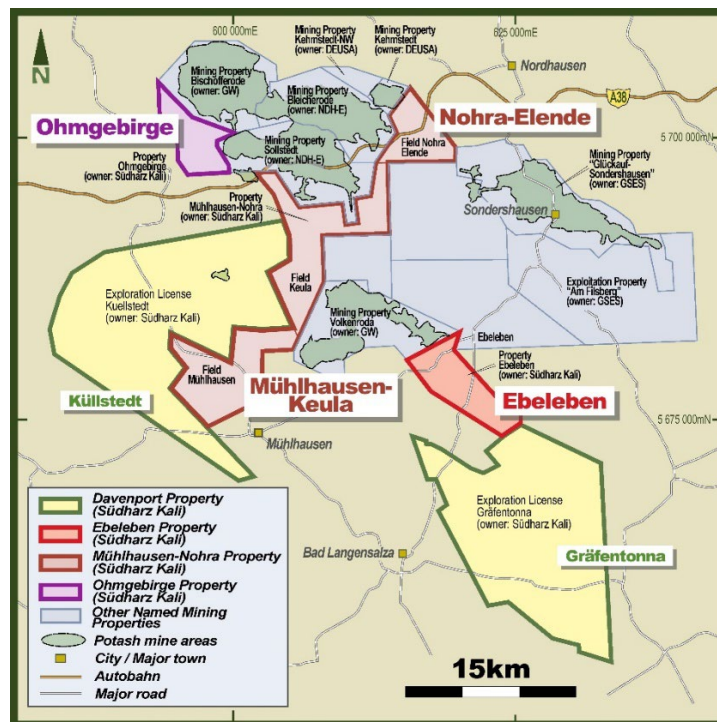 600 000mE
625 000mE
N
Mining Property
Bischofferode
(owner: GW)
Mining Property
Kehmstedt-NW
(owner: DEUSA)
Mining Property
Kehmstedt
(owner: DEUSA)
Nordhausen
A38
Mining Property
Bleicherode
(owner: NDH-E)
Ohmgebirge
Nohra-Elende
Mining Property
Sollstedt
(owner: NDH-E)
Field Nohra
Elende
5 700 000mN
Property
Ohmgebirge
(owner: Südharz Kali)
Mining Property
"Glückauf-
Sondershausen"
(owner: GSES)
Property
Mühlhausen-Nohra
(owner: Südharz Kali)
Sondershausen
Field
Keula
Exploration License
Kuellstedt
(owner: Südharz Kali)
Exploitation Property
"Am Filsberg"
(owner: GSES)
Mining Property
Volkenroda
(owner: GW)
Ebeleben
Property
Ebeleben
(owner: Südharz Kali)
Field
Mühlhausen
Mühlhausen-
Keula
Küllstedt
Ebeleben
5 675 000mN
Mühlhausen
Exploration License
Gräfentonna
(owner: Südharz Kali)
Bad Langensalza
Gräfentonna
Davenport Property
(Südharz Kali)
Ebeleben Property
(Südharz Kali)
Mühlhausen-Nohra Property
(Südharz Kali)
Ohmgebirge Property
(Südharz Kali)
Other Named Mining
Properties
Potash mine areas
City / Major town
Autobahn
Major road
15km